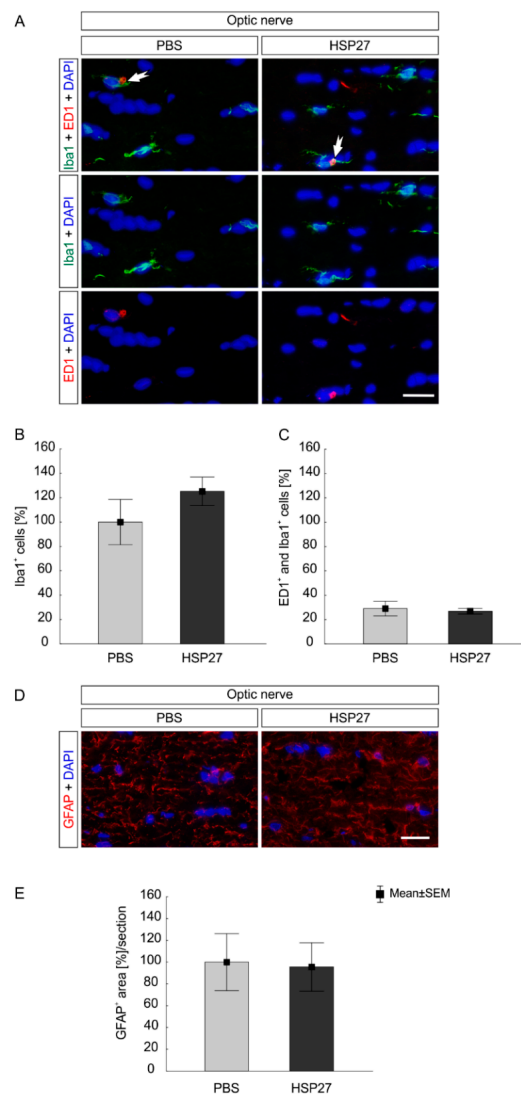 A
Optic nerve
PBS
HSP27
Iba1 + ED1 + DAPI
Iba1 + DAPI
ED1 + DAPI
B
Iba1⁺ cells [%]
160
140
120
100
80
60
40
20
0
PBS
HSP27
C
ED1⁺ and Iba1⁺ cells [%]
160
140
120
100
80
60
40
20
0
PBS
HSP27
D
Optic nerve
PBS
HSP27
GFAP + DAPI
E
GFAP⁺ area [%]/section
160
140
120
100
80
60
40
20
0
PBS
HSP27
Mean±SEM